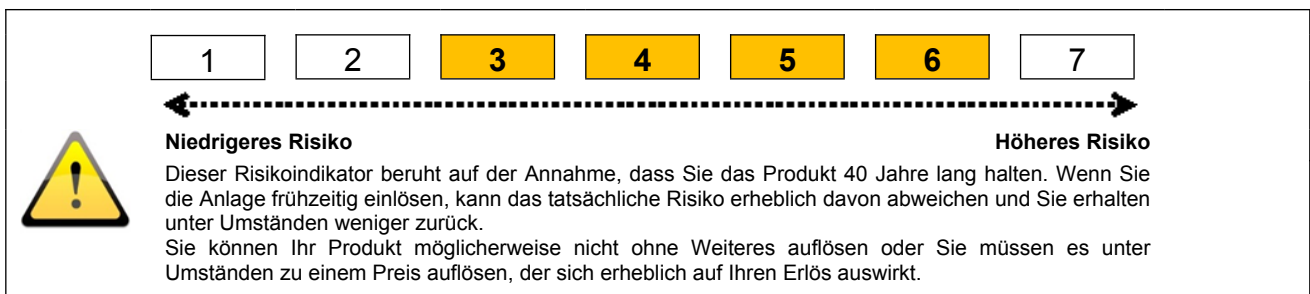 1 2 3 4 5 6 7
Niedrigeres Risiko Höheres Risiko
Dieser Risikoindikator beruht auf der Annahme, dass Sie das Produkt 40 Jahre lang halten. Wenn Sie
die Anlage frühzeitig einlösen, kann das tatsächliche Risiko erheblich davon abweichen und Sie erhalten
unter Umständen weniger zurück.
Sie können Ihr Produkt möglicherweise nicht ohne Weiteres auflösen oder Sie müssen es unter
Umständen zu einem Preis auflösen, der sich erheblich auf Ihren Erlös auswirkt.